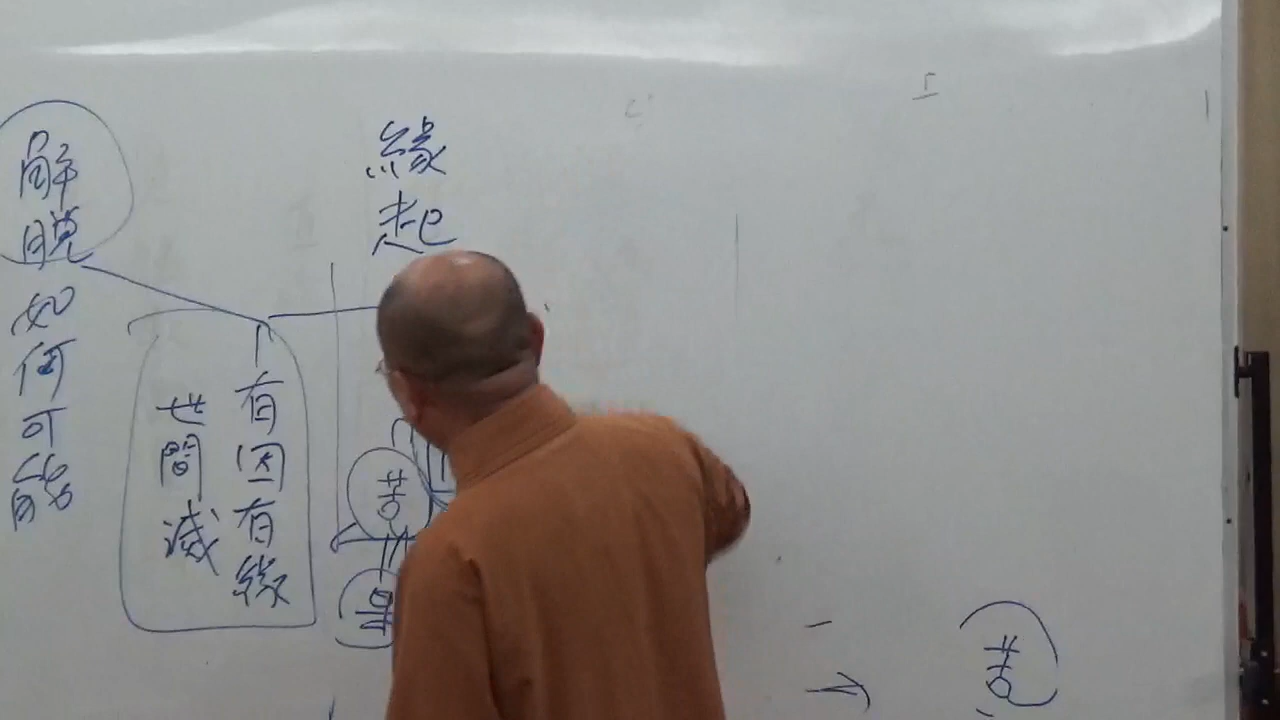 緣起
苦
有因有緣
世間滅
解脫如何可能
苦